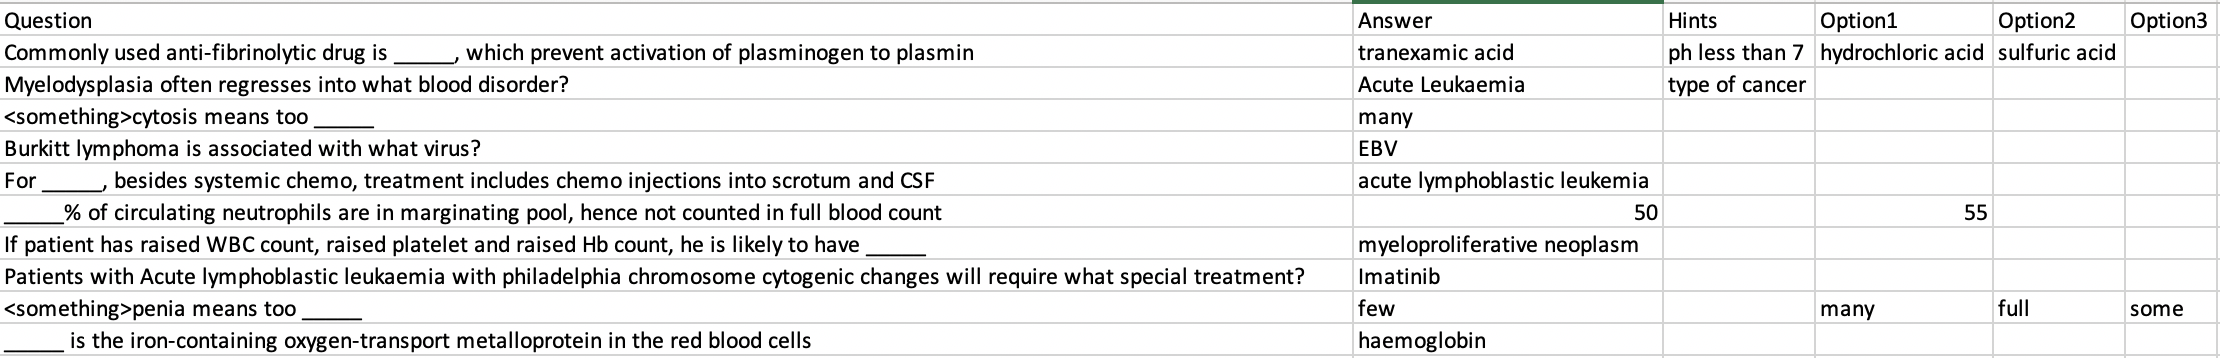 Question Answer Hints Option1 Option2 Option3
Commonly used anti-fibrinolytic drug is _____, which prevent activation of plasminogen to plasmin tranexamic acid ph less than 7 hydrochloric acid sulfuric acid
Myelodysplasia often regresses into what blood disorder? Acute Leukaemia type of cancer
<something>cytosis means too _____ many
Burkitt lymphoma is associated with what virus? EBV
For _____, besides systemic chemo, treatment includes chemo injections into scrotum and CSF acute lymphoblastic leukemia
_____% of circulating neutrophils are in marginating pool, hence not counted in full blood count 50 55
If patient has raised WBC count, raised platelet and raised Hb count, he is likely to have _____ myeloproliferative neoplasm
Patients with Acute lymphoblastic leukaemia with philadelphia chromosome cytogenic changes will require what special treatment? Imatinib
<something>penia means too _____ few many full some
_____ is the iron-containing oxygen-transport metalloprotein in the red blood cells haemoglobin